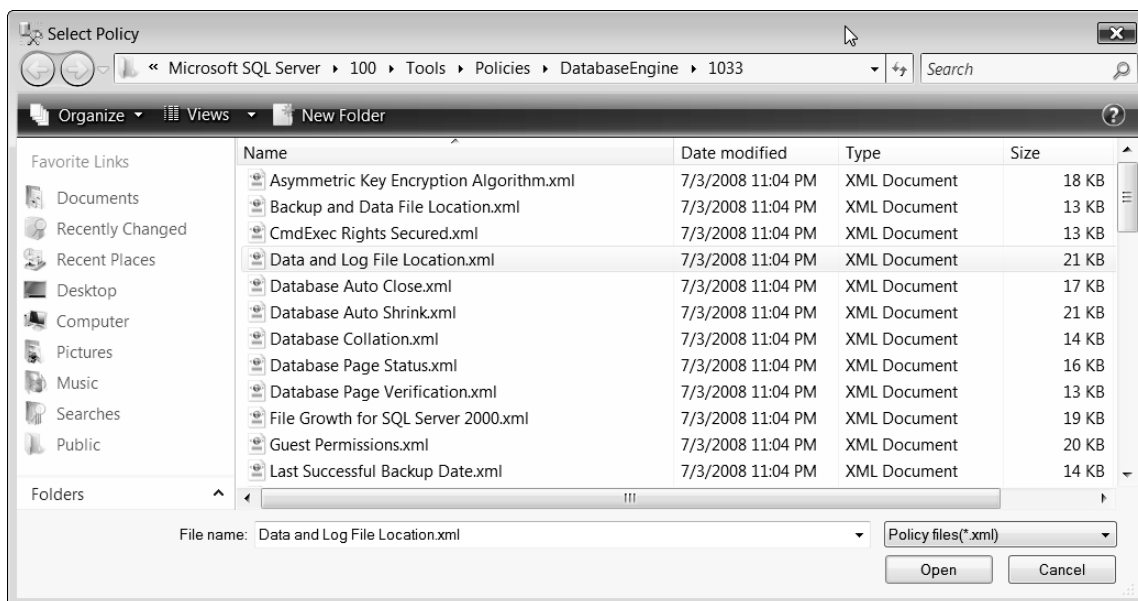 Select Policy
« Microsoft SQL Server ▸ 100 ▸ Tools ▸ Policies ▸ DatabaseEngine ▸ 1033 Search
Organize Views New Folder
Favorite Links
Documents
Recently Changed
Recent Places
Desktop
Computer
Pictures
Music
Searches
Public
Folders
Name Date modified Type Size
Asymmetric Key Encryption Algorithm.xml 7/3/2008 11:04 PM XML Document 18 KB
Backup and Data File Location.xml 7/3/2008 11:04 PM XML Document 13 KB
CmdExec Rights Secured.xml 7/3/2008 11:04 PM XML Document 13 KB
Data and Log File Location.xml 7/3/2008 11:04 PM XML Document 21 KB
Database Auto Close.xml 7/3/2008 11:04 PM XML Document 17 KB
Database Auto Shrink.xml 7/3/2008 11:04 PM XML Document 21 KB
Database Collation.xml 7/3/2008 11:04 PM XML Document 14 KB
Database Page Status.xml 7/3/2008 11:04 PM XML Document 16 KB
Database Page Verification.xml 7/3/2008 11:04 PM XML Document 13 KB
File Growth for SQL Server 2000.xml 7/3/2008 11:04 PM XML Document 19 KB
Guest Permissions.xml 7/3/2008 11:04 PM XML Document 20 KB
Last Successful Backup Date.xml 7/3/2008 11:04 PM XML Document 14 KB
File name: Data and Log File Location.xml Policy files(*.xml)
Open Cancel